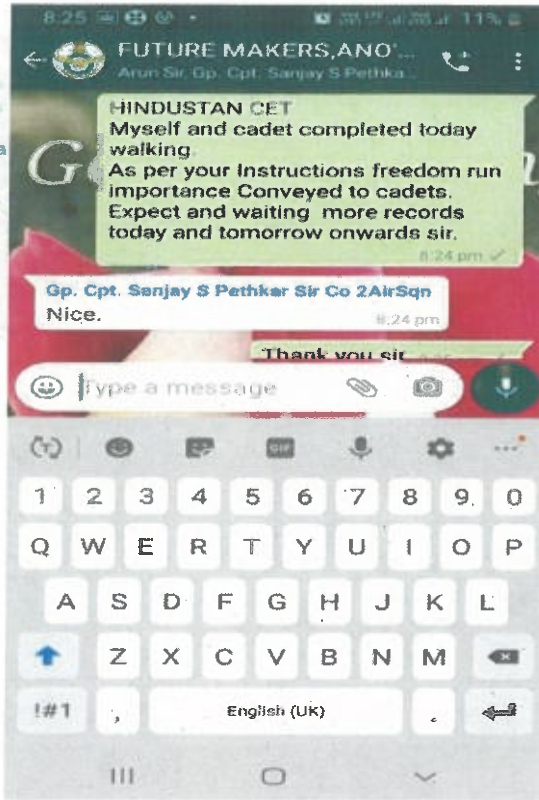 8:25
11%
FUTURE MAKERS,ANO'...
Arun Sir, Gp. Cpt. Sanjay S Pethka...
HINDUSTAN CET
Myself and cadet completed today
walking
As per your Instructions freedom run
importance Conveyed to cadets.
Expect and waiting more records
today and tomorrow onwards sir.
8:24 pm
Gp. Cpt. Sanjay S Pethkar Sir Co 2AirSqn
Nice.
8:24 pm
Thank you sir
Type a message
GIF
1 2 3 4 5 6 7 8 9 0
Q W E R T Y U I O P
A S D F G H J K L
Z X C V B N M
!#1 , English (UK) .